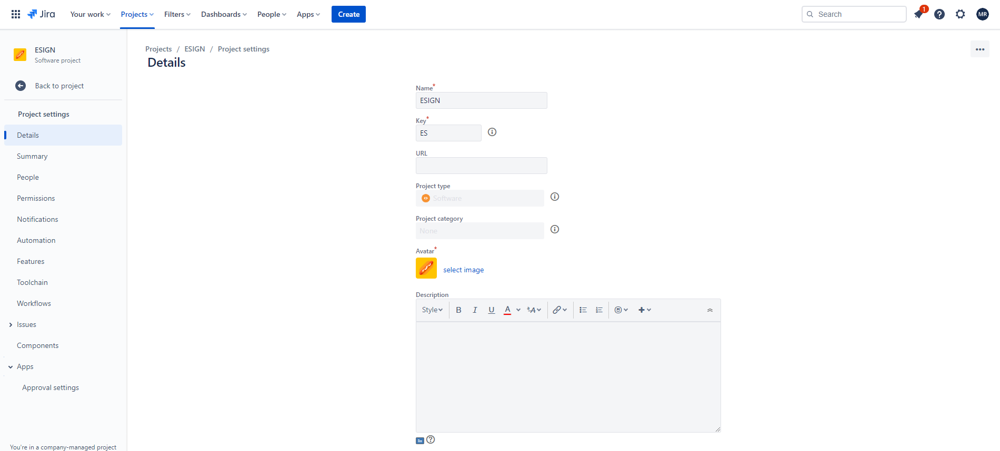 Jira
Your work
Projects
Filters
Dashboards
People
Apps
Create
Search
1
MR
ESIGN
Software project
Back to project
Project settings
Details
Summary
People
Permissions
Notifications
Automation
Features
Toolchain
Workflows
Issues
Components
Apps
Approval settings
You're in a company-managed project
Projects / ESIGN / Project settings
Details
Name*
ESIGN
Key*
ES
URL
Project type
Software
Project category
None
Avatar*
select image
Description
Style B I U A ªA